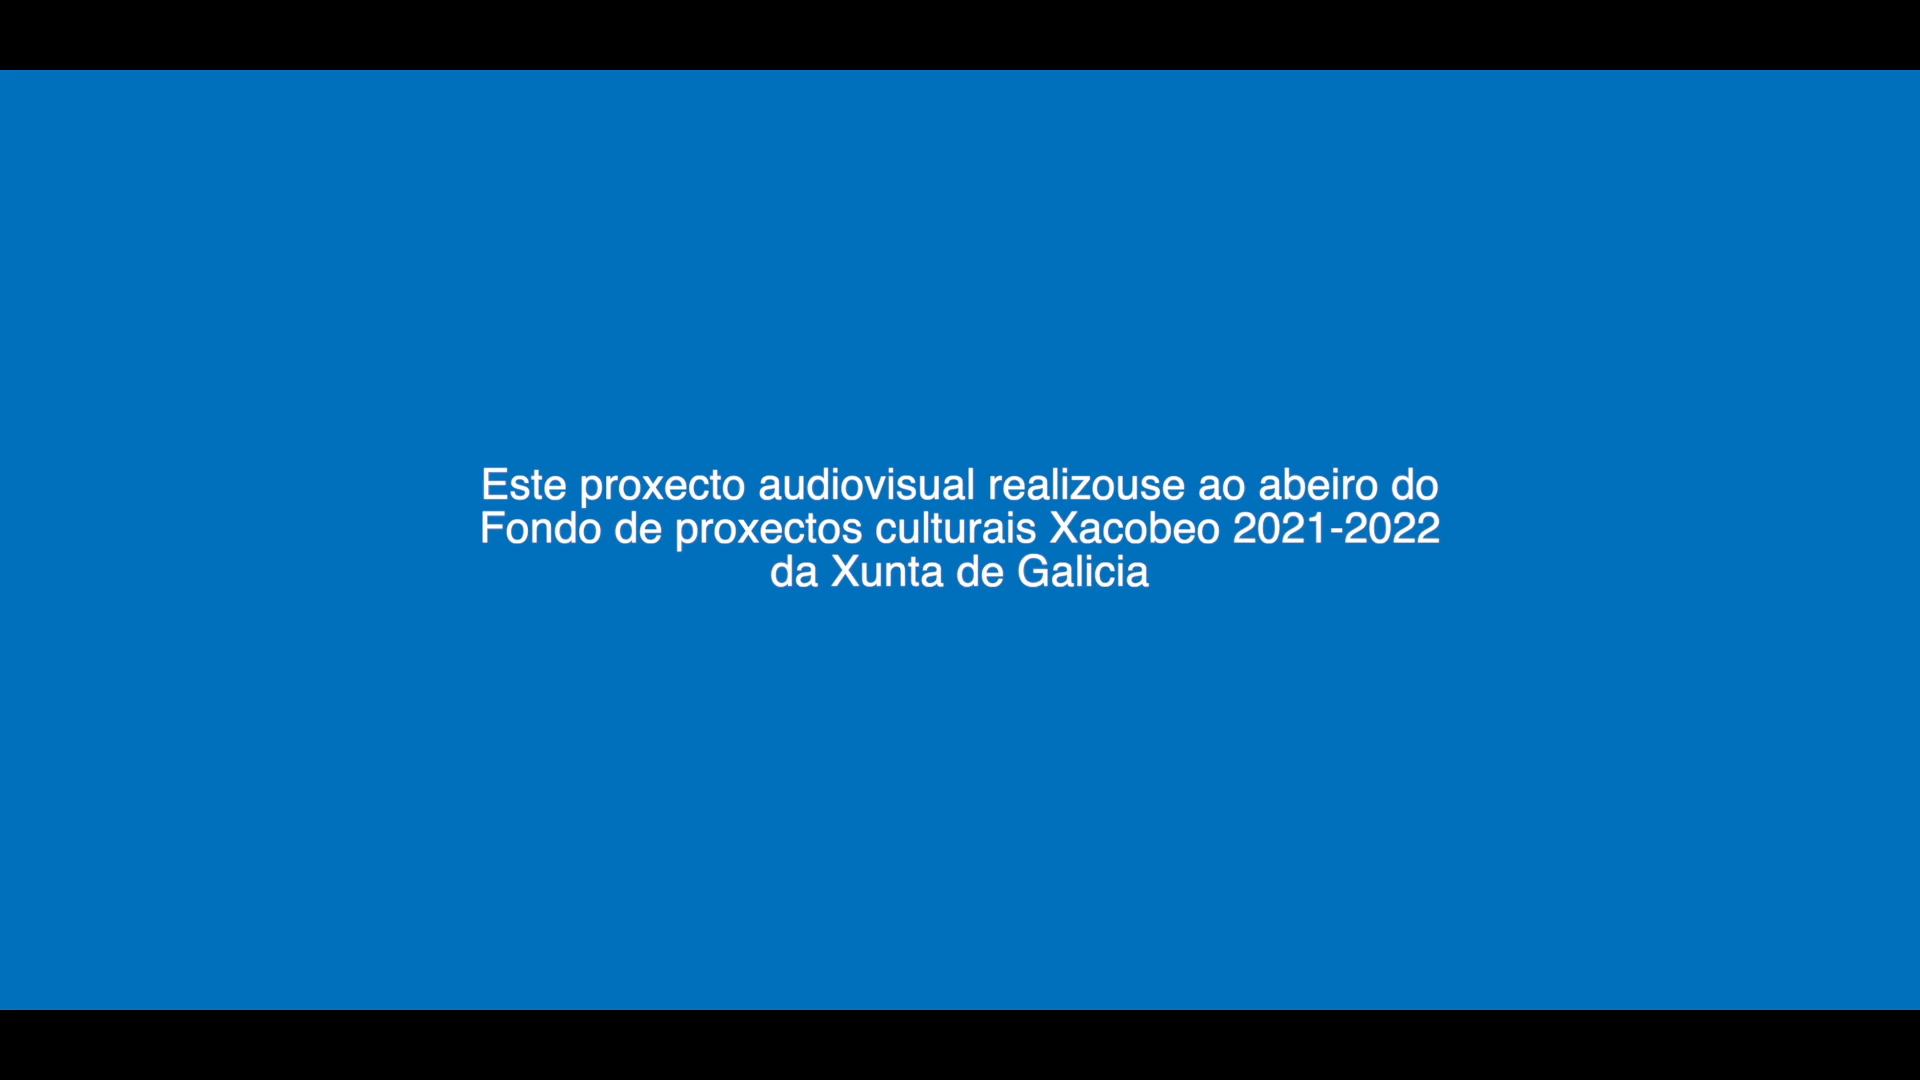 Este proxecto audiovisual realizouse ao abeiro do
Fondo de proxectos culturais Xacobeo 2021-2022
da Xunta de Galicia